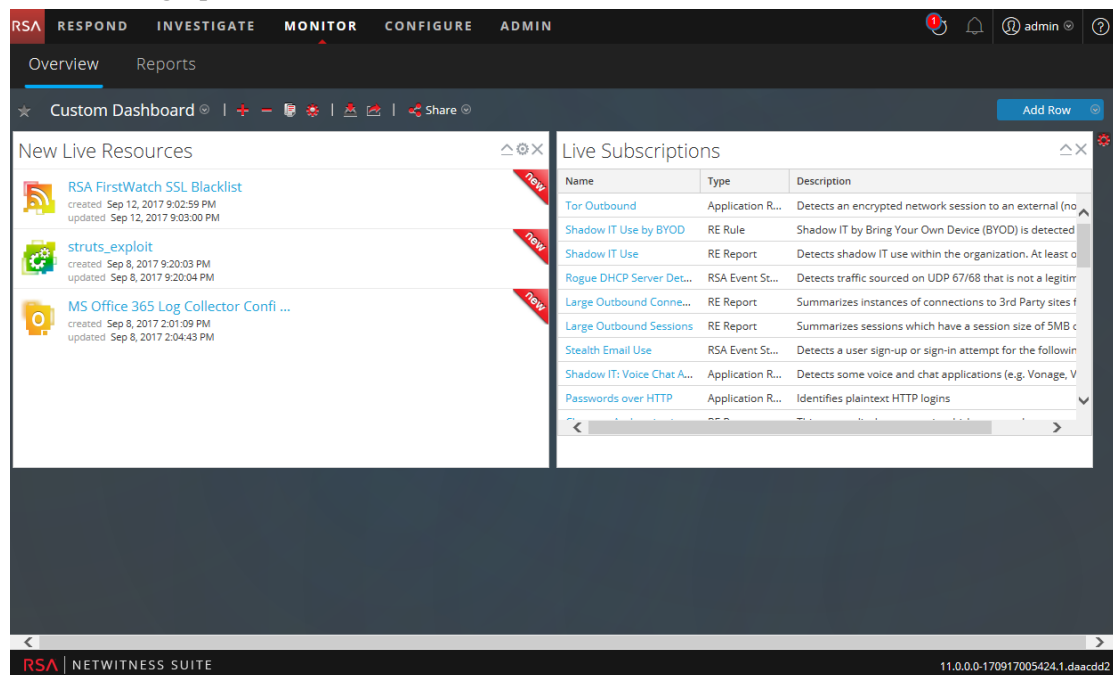 RSA RESPOND INVESTIGATE MONITOR CONFIGURE ADMIN 1 admin ?
Overview Reports
Custom Dashboard | | Share Add Row
New Live Resources
RSA FirstWatch SSL Blacklist
created Sep 12, 2017 9:02:59 PM
updated Sep 12, 2017 9:03:00 PM
new
struts_exploit
created Sep 8, 2017 9:20:03 PM
updated Sep 8, 2017 9:20:04 PM
new
MS Office 365 Log Collector Confi ...
created Sep 8, 2017 2:01:09 PM
updated Sep 8, 2017 2:04:43 PM
new
Live Subscriptions
Name Type Description
Tor Outbound Application R... Detects an encrypted network session to an external (no
Shadow IT Use by BYOD RE Rule Shadow IT by Bring Your Own Device (BYOD) is detected
Shadow IT Use RE Report Detects shadow IT use within the organization. At least o
Rogue DHCP Server Det... RSA Event St... Detects traffic sourced on UDP 67/68 that is not a legitim
Large Outbound Conne... RE Report Summarizes instances of connections to 3rd Party sites f
Large Outbound Sessions RE Report Summarizes sessions which have a session size of 5MB
Stealth Email Use RSA Event St... Detects a user sign-up or sign-in attempt for the followin
Shadow IT: Voice Chat A... Application R... Detects some voice and chat applications (e.g. Vonage, V
Passwords over HTTP Application R... Identifies plaintext HTTP logins
RSA NETWITNESS SUITE 11.0.0.0-170917005424.1.daacdd2